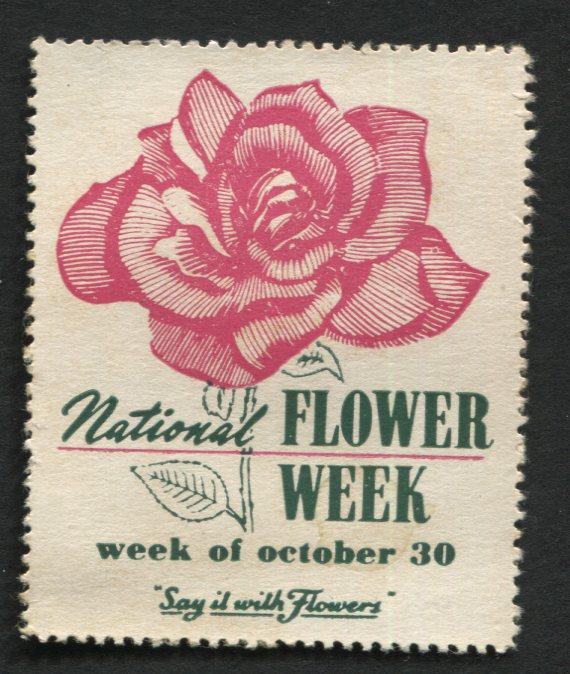 National FLOWER
WEEK
week of october 30
"Say it with Flowers"